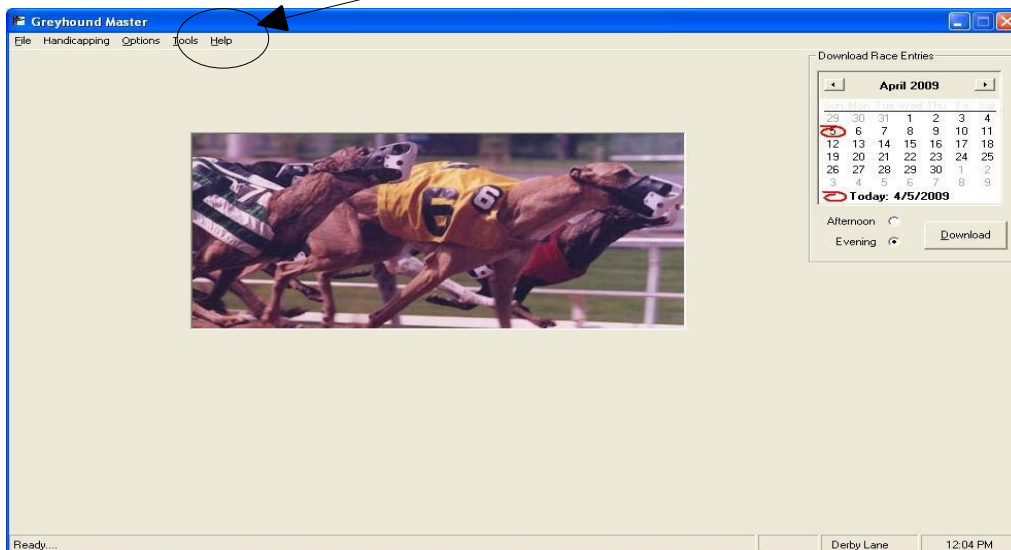 Greyhound Master
File Handicapping Options Tools Help
Download Race Entries
April 2009
Sun Mon Tue Wed Thu Fri Sat
29 30 31 1 2 3 4
5 6 7 8 9 10 11
12 13 14 15 16 17 18
19 20 21 22 23 24 25
26 27 28 29 30 1 2
3 4 5 6 7 8 9
Today: 4/5/2009
Afternoon
Evening
Download
6
6
Ready....
Derby Lane
12:04 PM